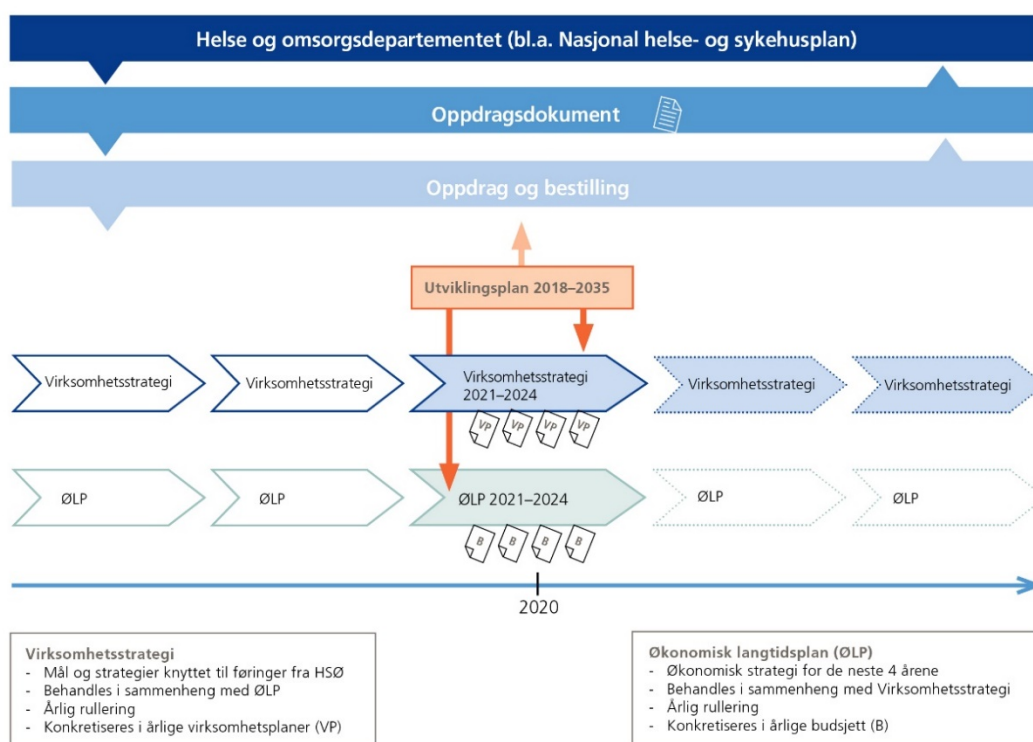 Helse og omsorgsdepartementet (bl.a. Nasjonal helse- og sykehusplan)
Oppdragsdokument
Oppdrag og bestilling
Utviklingsplan 2018–2035
Virksomhetsstrategi
Virksomhetsstrategi
Virksomhetsstrategi
2021–2024
Virksomhetsstrategi
Virksomhetsstrategi
VP VP VP VP
ØLP
ØLP
ØLP 2021–2024
ØLP
ØLP
B B B B
2020
Virksomhetsstrategi
- Mål og strategier knyttet til føringer fra HSØ
- Behandles i sammenheng med ØLP
- Årlig rullering
- Konkretiseres i årlige virksomhetsplaner (VP)
Økonomisk langtidsplan (ØLP)
- Økonomisk strategi for de neste 4 årene
- Behandles i sammenheng med Virksomhetsstrategi
- Årlig rullering
- Konkretiseres i årlige budsjett (B)